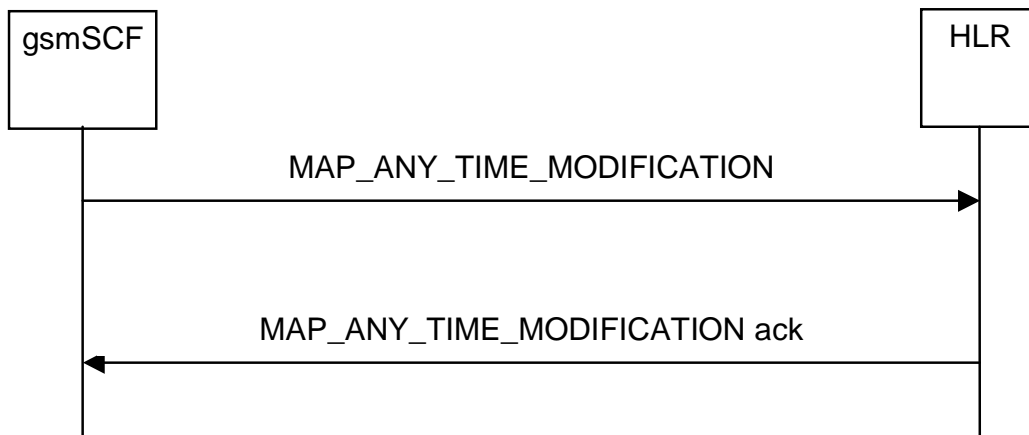 gsmSCF
HLR
MAP_ANY_TIME_MODIFICATION
MAP_ANY_TIME_MODIFICATION ack